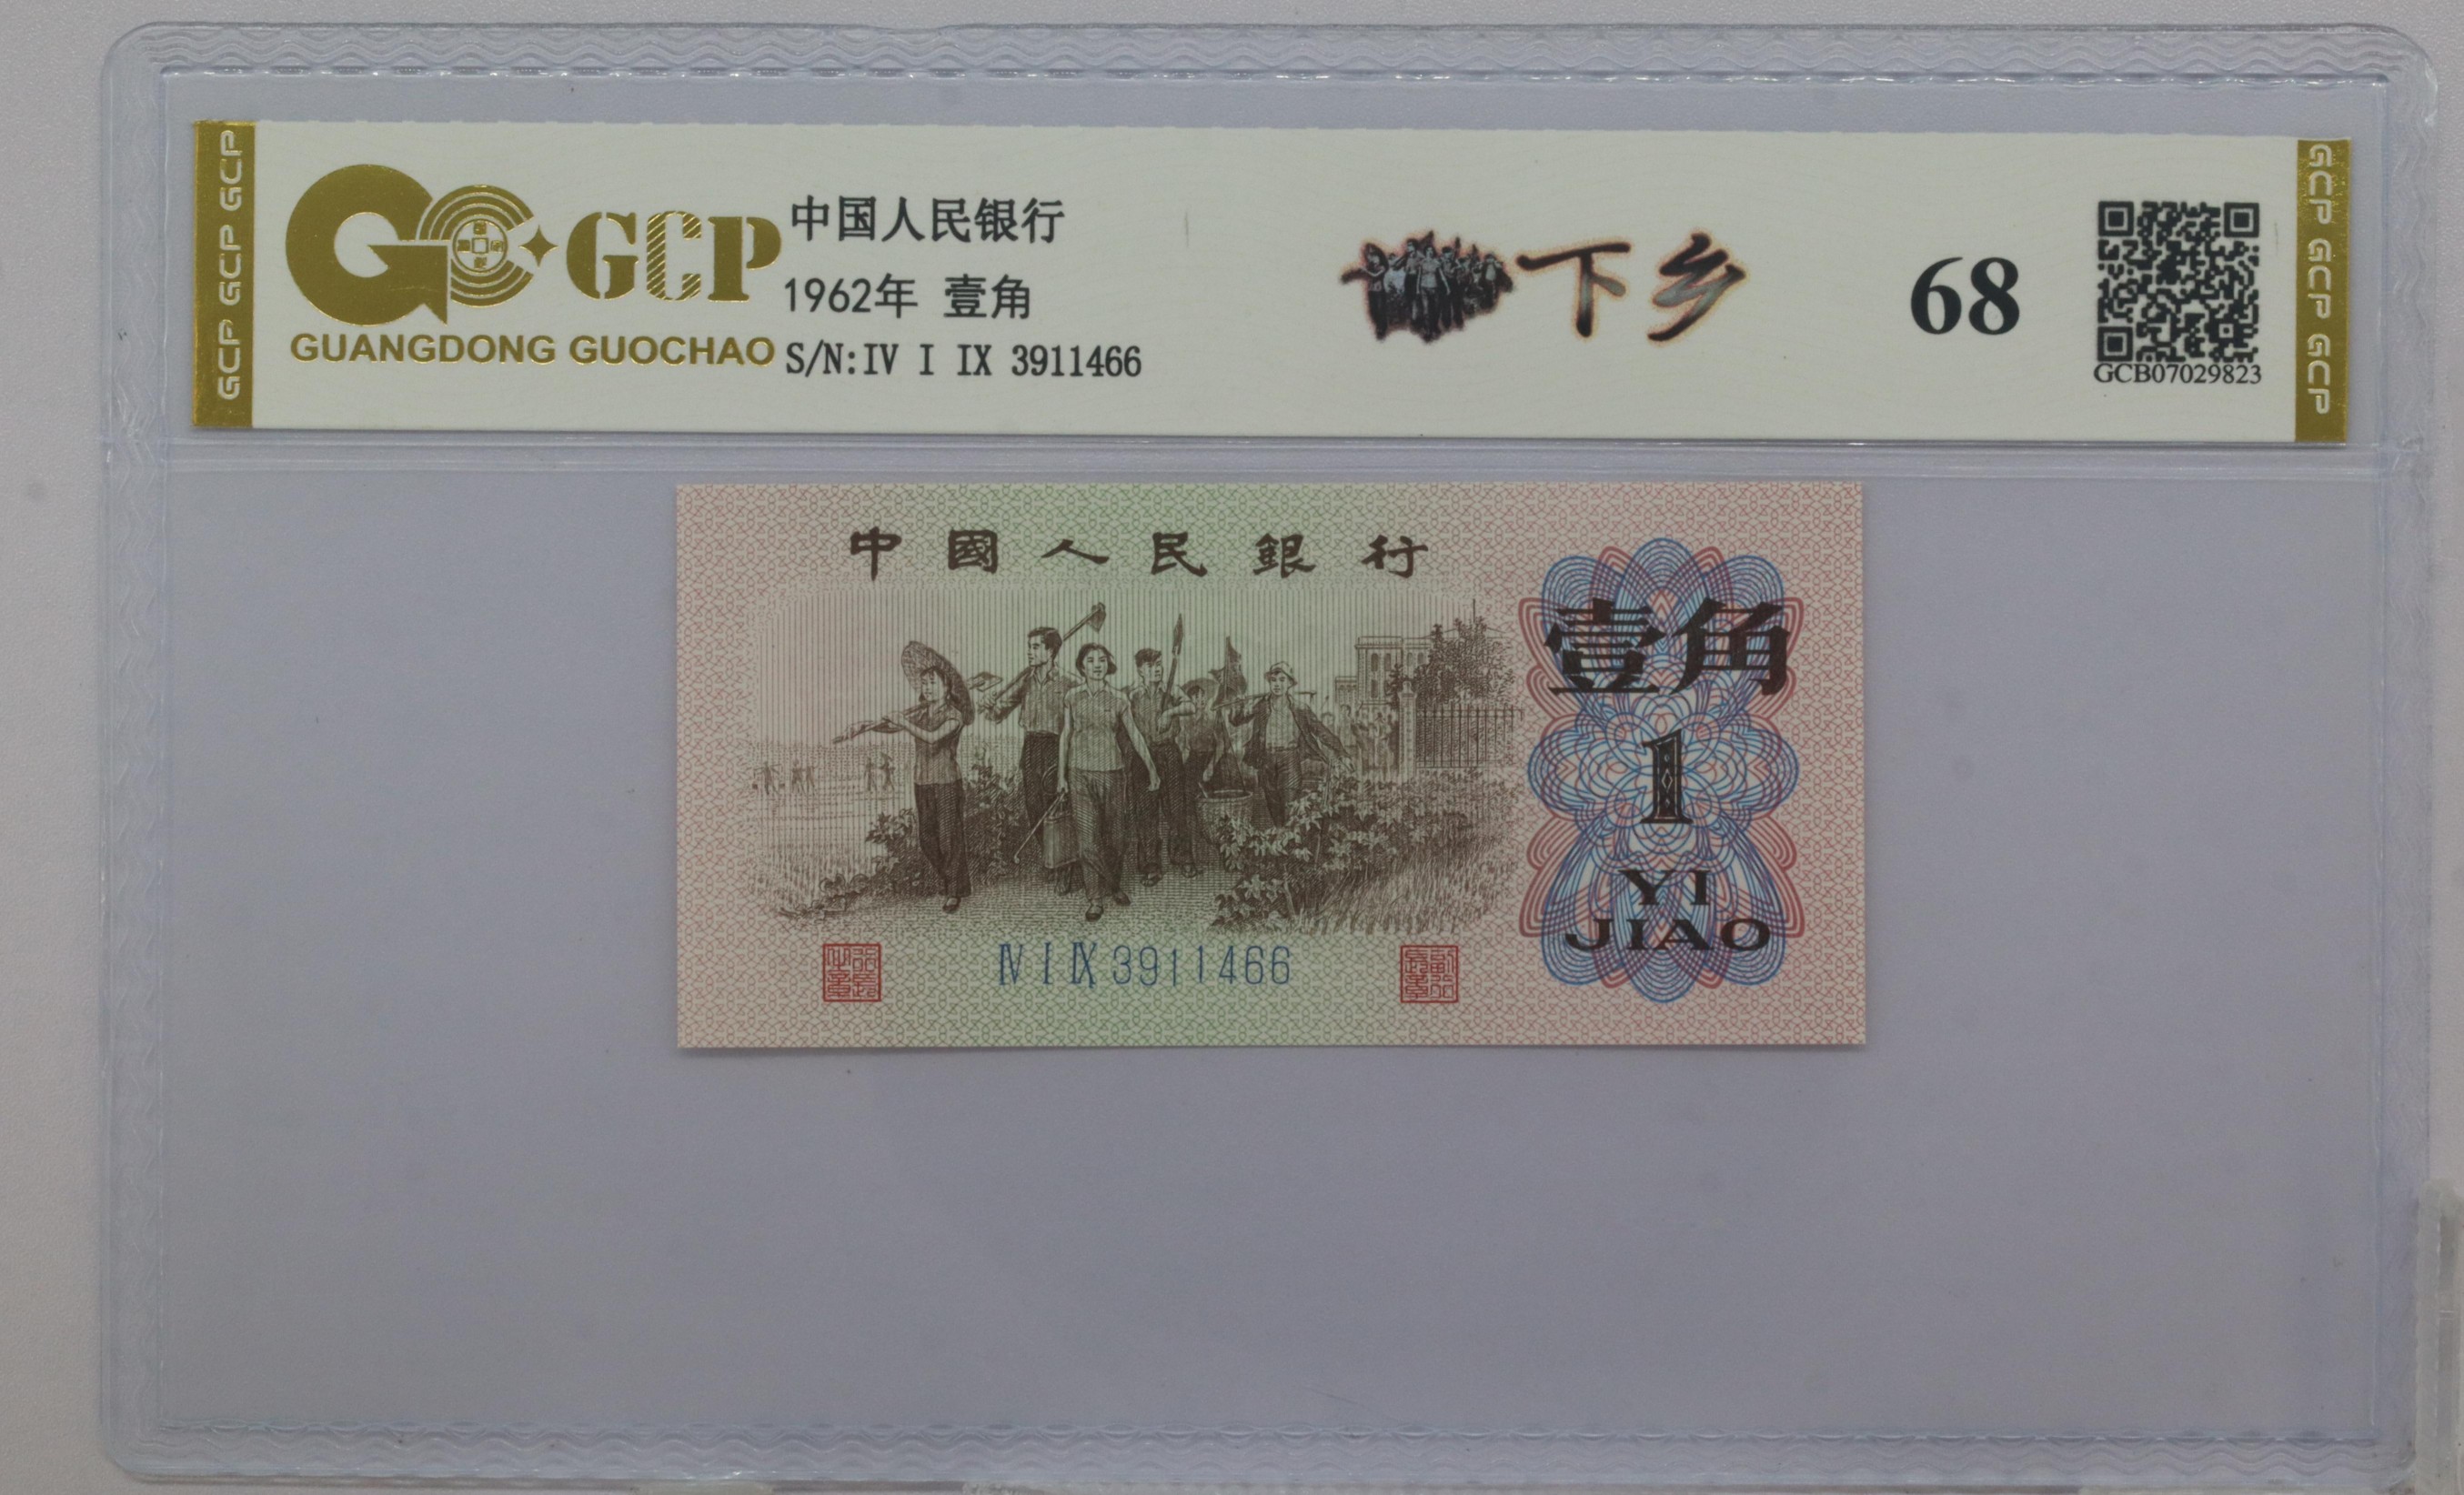 GCP GCP GCP
GCP
GUANGDONG GUOCHAO
中国人民银行
1962年 壹角
S/N:IV I IX 3911466
下乡
68
GCB07029823
GCP GCP GCP
中國人民銀行
壹角
1
YI
JIAO
IV I IX 3911466